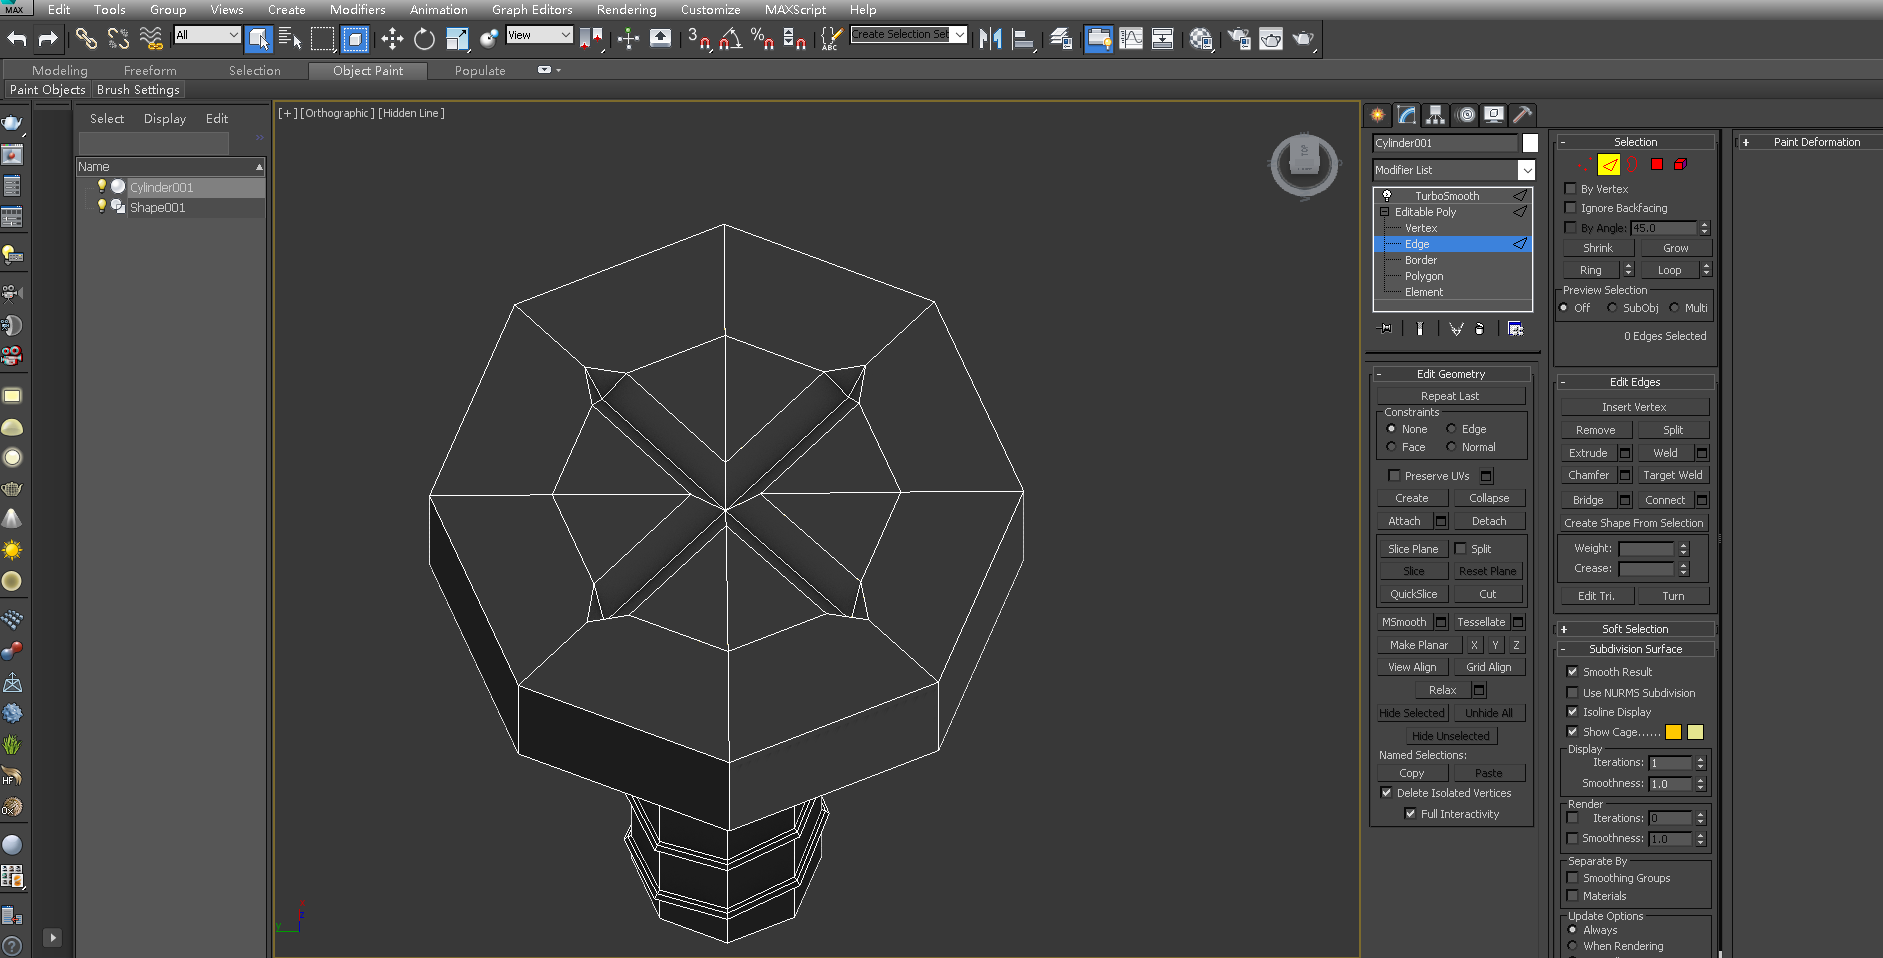 MAX Edit Tools Group Views Create Modifiers Animation Graph Editors Rendering Customize MAXScript Help
All View 3 % ABC Create Selection Set
Modeling Freeform Selection Object Paint Populate
Paint Objects Brush Settings
Select Display Edit
Name
Cylinder001
Shape001
[+] [Orthographic ] [Hidden Line ]
TOP
Cylinder001
Modifier List
TurboSmooth
Editable Poly
Vertex
Edge
Border
Polygon
Element
- Edit Geometry
Repeat Last
Constraints
None Edge
Face Normal
Preserve UVs
Create Collapse
Attach Detach
Slice Plane Split
Slice Reset Plane
QuickSlice Cut
MSmooth Tessellate
Make Planar X Y Z
View Align Grid Align
Relax
Hide Selected Unhide All
Hide Unselected
Named Selections:
Copy Paste
Delete Isolated Vertices
Full Interactivity
- Selection
By Vertex
Ignore Backfacing
By Angle: 45.0
Shrink Grow
Ring Loop
Preview Selection
Off SubObj Multi
0 Edges Selected
- Edit Edges
Insert Vertex
Remove Split
Extrude Weld
Chamfer Target Weld
Bridge Connect
Create Shape From Selection
Weight:
Crease:
Edit Tri. Turn
+ Soft Selection
- Subdivision Surface
Smooth Result
Use NURMS Subdivision
Isoline Display
Show Cage......
Display
Iterations: 1
Smoothness: 1.0
Render
Iterations: 0
Smoothness: 1.0
Separate By
Smoothing Groups
Materials
Update Options
Always
When Rendering
+ Paint Deformation
HF
z
y